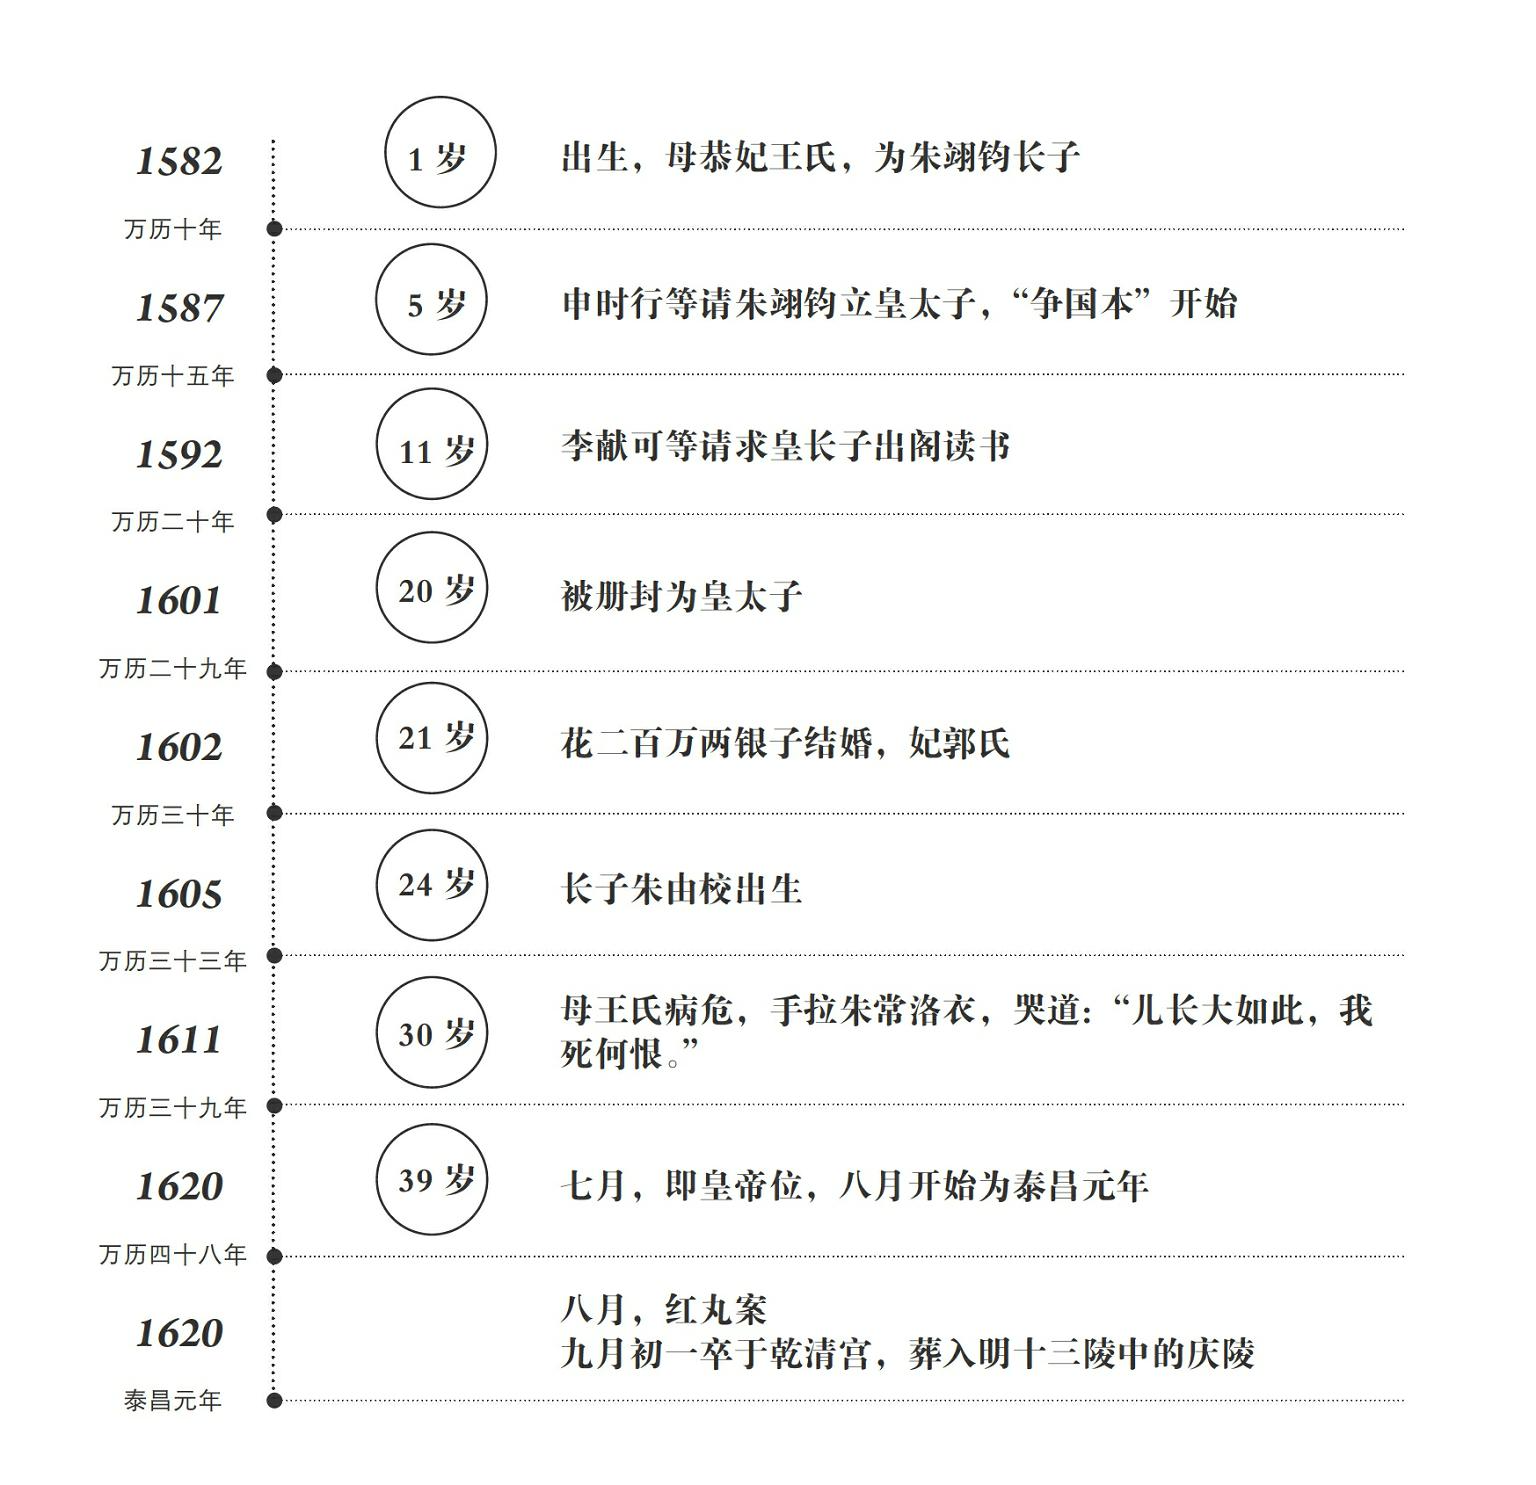 1582
万历十年
1 岁
出生，母恭妃王氏，为朱翊钧长子
1587
万历十五年
5 岁
申时行等请朱翊钧立皇太子，“争国本”开始
1592
万历二十年
11 岁
李献可等请求皇长子出阁读书
1601
万历二十九年
20 岁
被册封为皇太子
1602
万历三十年
21 岁
花二百万两银子结婚，妃郭氏
1605
万历三十三年
24 岁
长子朱由校出生
1611
万历三十九年
30 岁
母王氏病危，手拉朱常洛衣，哭道：“儿长大如此，我
死何恨。”
1620
万历四十八年
39 岁
七月，即皇帝位，八月开始为泰昌元年
1620
泰昌元年
八月，红丸案
九月初一卒于乾清宫，葬入明十三陵中的庆陵